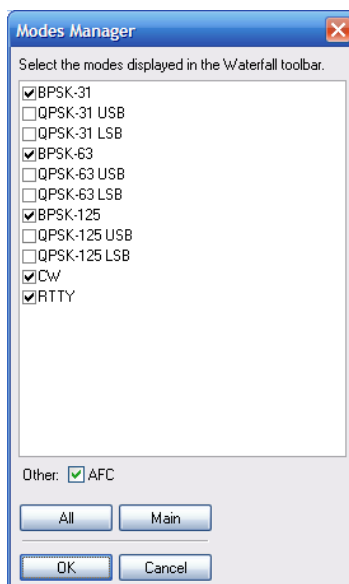 Modes Manager
Select the modes displayed in the Waterfall toolbar.
BPSK-31
QPSK-31 USB
QPSK-31 LSB
BPSK-63
QPSK-63 USB
QPSK-63 LSB
BPSK-125
QPSK-125 USB
QPSK-125 LSB
CW
RTTY
Other: AFC
All Main
OK Cancel